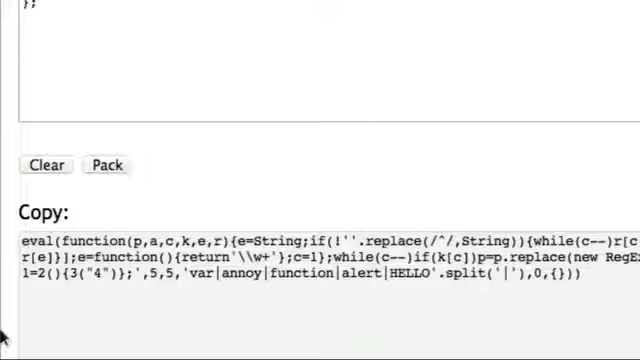 };
Clear Pack
Copy:
eval(function(p,a,c,k,e,r){e=String;if(!''.replace(/^/,String)){while(c--)r[c
r[e]}];e=function(){return'\\w+'};c=1};while(c--)if(k[c])p=p.replace(new RegEx
1=2(){3("4")};',5,5,'var|annoy|function|alert|HELLO'.split('|'),0,{}))